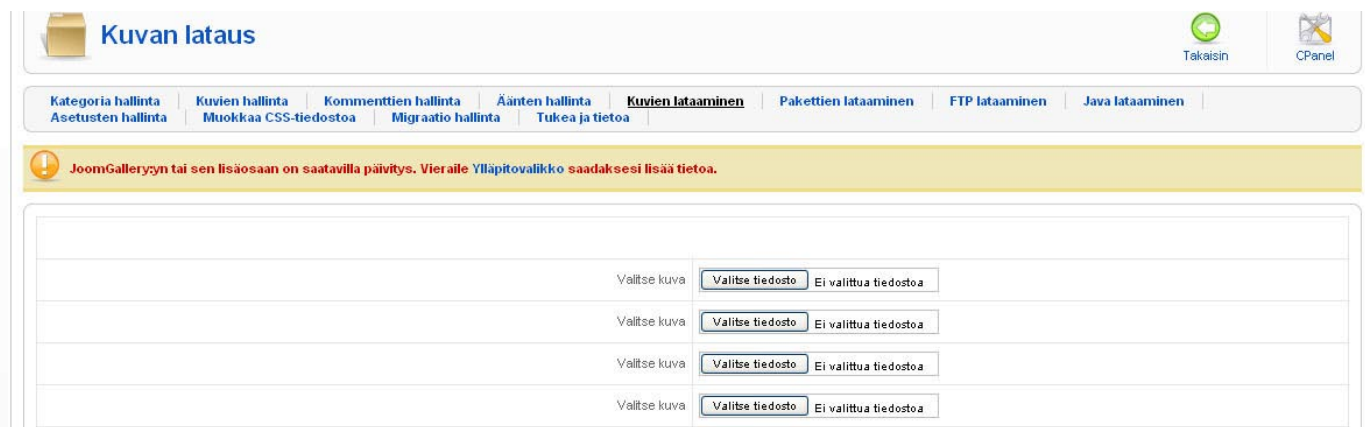 Kuvan lataus
Takaisin
CPanel
Kategoria hallinta Kuvien hallinta Kommenttien hallinta Äänten hallinta Kuvien lataaminen Pakettien lataaminen FTP lataaminen Java lataaminen
Asetusten hallinta Muokkaa CSS-tiedostoa Migraatio hallinta Tukea ja tietoa
JoomGallery:yn tai sen lisäosaan on saatavilla päivitys. Vieraile Ylläpitovalikko saadaksesi lisää tietoa.
Valitse kuva Valitse tiedosto Ei valittua tiedostoa
Valitse kuva Valitse tiedosto Ei valittua tiedostoa
Valitse kuva Valitse tiedosto Ei valittua tiedostoa
Valitse kuva Valitse tiedosto Ei valittua tiedostoa